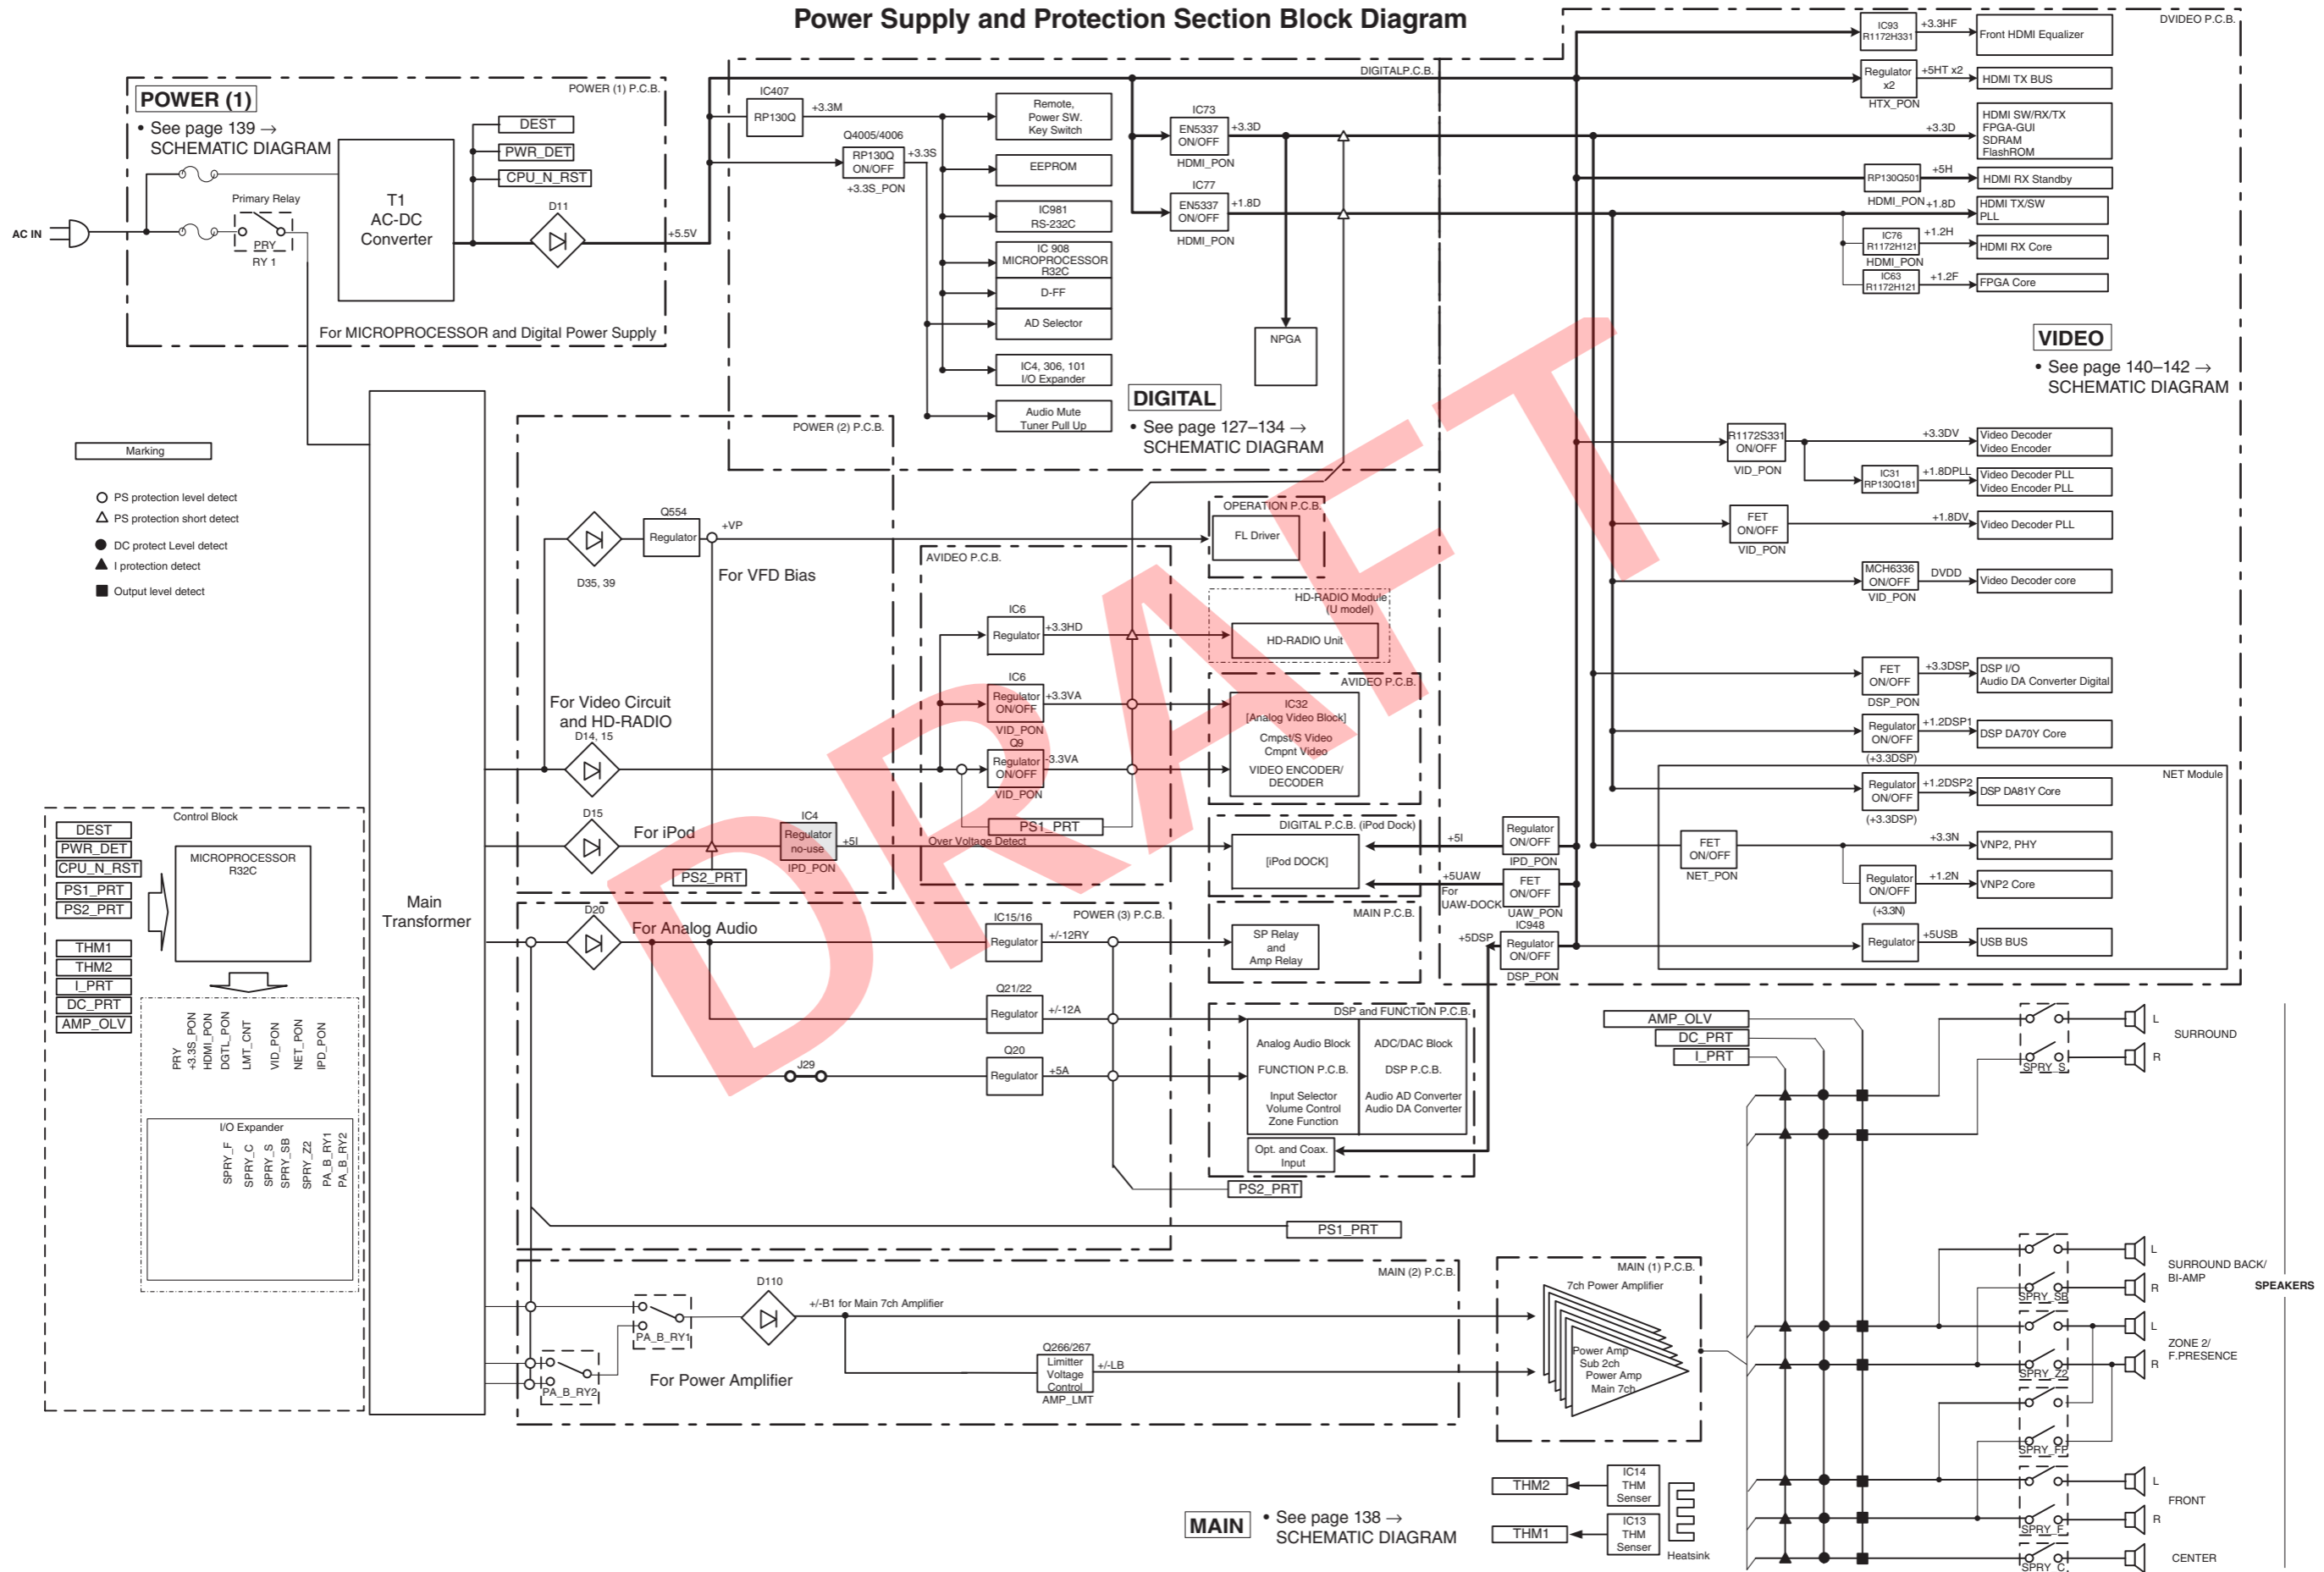 Power Supply and Protection Section Block Diagram
POWER (1)
• See page 139 →
SCHEMATIC DIAGRAM
POWER (1) P.C.B.
AC IN
Primary Relay
PRY
RY 1
T1
AC-DC
Converter
DEST
PWR_DET
CPU_N_RST
D11
+5.5V
For MICROPROCESSOR and Digital Power Supply
DIGITALP.C.B.
IC407
RP130Q
+3.3M
Q4005/4006
RP130Q
ON/OFF
+3.3S
+3.3S_PON
Remote,
Power SW.
Key Switch
EEPROM
IC981
RS-232C
IC 908
MICROPROCESSOR
R32C
D-FF
AD Selector
IC4, 306, 101
I/O Expander
Audio Mute
Tuner Pull Up
IC73
EN5337
ON/OFF
+3.3D
HDMI_PON
IC77
EN5337
ON/OFF
+1.8D
HDMI_PON
NPGA
DIGITAL
• See page 127–134 →
SCHEMATIC DIAGRAM
DVIDEO P.C.B.
IC93
R1172H331
+3.3HF
Front HDMI Equalizer
Regulator
x2
+5HT x2
HTX_PON
HDMI TX BUS
+3.3D
HDMI SW/RX/TX
FPGA-GUI
SDRAM
FlashROM
RP130Q501
+5H
HDMI_PON
HDMI RX Standby
+1.8D
HDMI TX/SW
PLL
IC76
R1172H121
+1.2H
HDMI_PON
HDMI RX Core
IC63
R1172H121
+1.2F
FPGA Core
VIDEO
• See page 140–142 →
SCHEMATIC DIAGRAM
R1172S331
ON/OFF
VID_PON
+3.3DV
Video Decoder
Video Encoder
IC31
RP130Q181
+1.8DPLL
Video Decoder PLL
Video Encoder PLL
FET
ON/OFF
VID_PON
+1.8DV
Video Decoder PLL
MCH6336
ON/OFF
VID_PON
DVDD
Video Decoder core
FET
ON/OFF
DSP_PON
+3.3DSP
DSP I/O
Audio DA Converter Digital
Regulator
ON/OFF
(+3.3DSP)
+1.2DSP1
DSP DA70Y Core
NET Module
Regulator
ON/OFF
(+3.3DSP)
+1.2DSP2
DSP DA81Y Core
FET
ON/OFF
NET_PON
+3.3N
VNP2, PHY
Regulator
ON/OFF
(+3.3N)
+1.2N
VNP2 Core
Regulator
+5USB
USB BUS
Marking
PS protection level detect
PS protection short detect
DC protect Level detect
I protection detect
Output level detect
Main
Transformer
POWER (2) P.C.B.
D35, 39
Q554
Regulator
+VP
For VFD Bias
For Video Circuit
and HD-RADIO
D14, 15
D15
For iPod
IC4
Regulator
no-use
IPD_PON
+5I
PS2_PRT
AVIDEO P.C.B.
IC6
Regulator
+3.3HD
IC6
Regulator
ON/OFF
+3.3VA
VID_PON
Q9
Regulator
ON/OFF
-3.3VA
VID_PON
PS1_PRT
Over Voltage Detect
OPERATION P.C.B.
FL Driver
HD-RADIO Module
(U model)
HD-RADIO Unit
AVIDEO P.C.B.
IC32
[Analog Video Block]
Cmpst/S Video
Cmpnt Video
VIDEO ENCODER/
DECODER
DIGITAL P.C.B. (iPod Dock)
[iPod DOCK]
+5I
Regulator
ON/OFF
IPD_PON
+5UAW
For
UAW-DOCK
FET
ON/OFF
UAW_PON
IC948
+5DSP
Regulator
ON/OFF
DSP_PON
MAIN P.C.B.
SP Relay
and
Amp Relay
POWER (3) P.C.B.
D20
For Analog Audio
IC15/16
Regulator
+/-12RY
Q21/22
Regulator
+/-12A
J29
Q20
Regulator
+5A
DSP and FUNCTION P.C.B.
Analog Audio Block
FUNCTION P.C.B.
Input Selector
Volume Control
Zone Function
ADC/DAC Block
DSP P.C.B.
Audio AD Converter
Audio DA Converter
Opt. and Coax.
Input
PS2_PRT
PS1_PRT
Control Block
DEST
PWR_DET
CPU_N_RST
PS1_PRT
PS2_PRT
THM1
THM2
I_PRT
DC_PRT
AMP_OLV
MICROPROCESSOR
R32C
PRY
+3.3S_PON
HDMI_PON
DGTL_PON
LMT_CNT
VID_PON
NET_PON
IPD_PON
I/O Expander
SPRY_F
SPRY_C
SPRY_S
SPRY_SB
SPRY_Z2
PA_B_RY1
PA_B_RY2
MAIN (2) P.C.B.
PA_B_RY1
PA_B_RY2
D110
+/-B1 for Main 7ch Amplifier
For Power Amplifier
Q266/267
Limitter
Voltage
Control
AMP_LMT
+/-LB
MAIN (1) P.C.B.
7ch Power Amplifier
Power Amp
Sub 2ch
Power Amp
Main 7ch
AMP_OLV
DC_PRT
I_PRT
SPRY_S
L
R
SURROUND
SPRY_SB
L
R
SURROUND BACK/
BI-AMP
SPEAKERS
SPRY_Z2
L
R
ZONE 2/
F.PRESENCE
SPRY_FP
SPRY_F
L
R
FRONT
SPRY_C
CENTER
MAIN
• See page 138 →
SCHEMATIC DIAGRAM
THM2
IC14
THM
Senser
THM1
IC13
THM
Senser
Heatsink
DRAFT